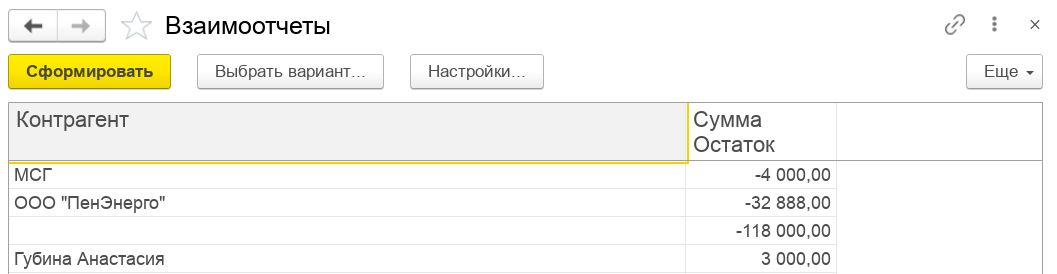 Взаимоотчеты
Сформировать Выбрать вариант... Настройки... Еще
Контрагент Сумма Остаток
МСГ -4 000,00
ООО "ПенЭнерго" -32 888,00
-118 000,00
Губина Анастасия 3 000,00